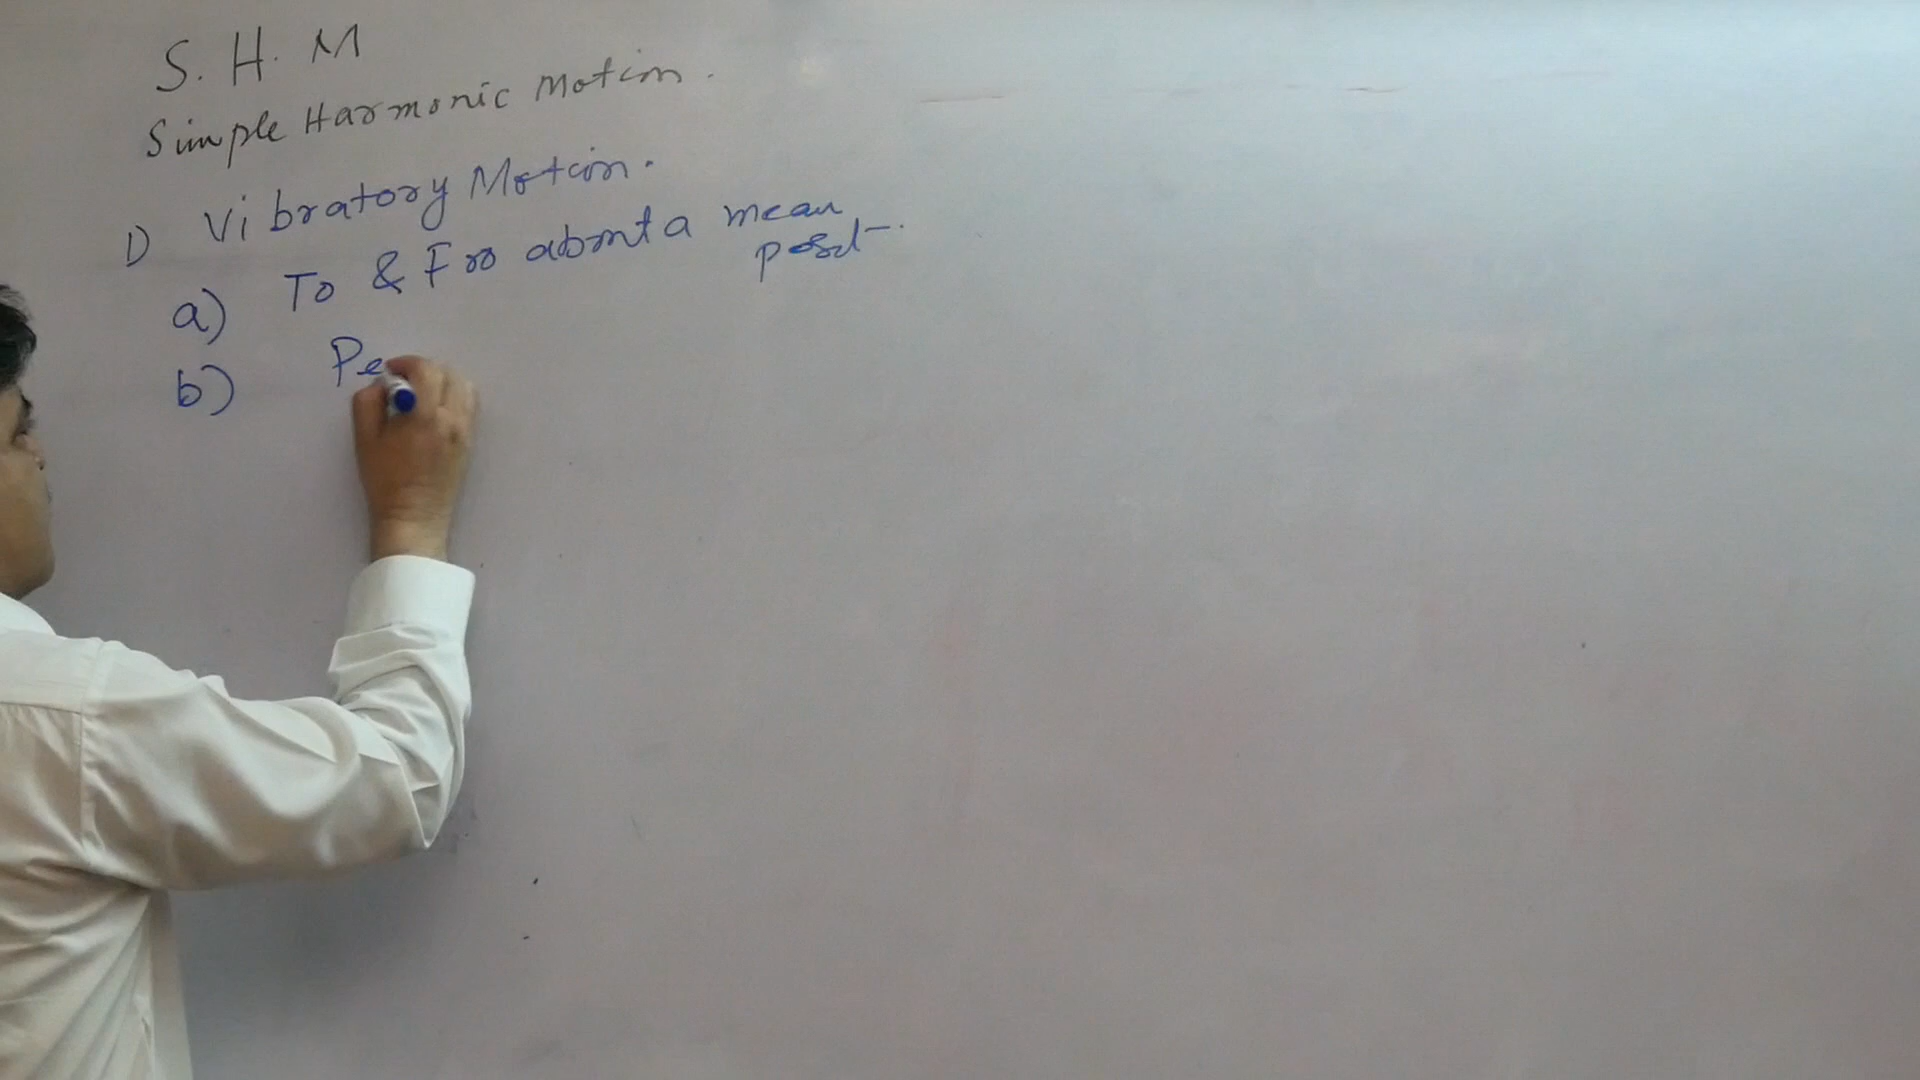 S. H. M
Simple Harmonic Motion.
1) Vibratory Motion.
a) To & Fro about a mean
posit-.
b) Pe